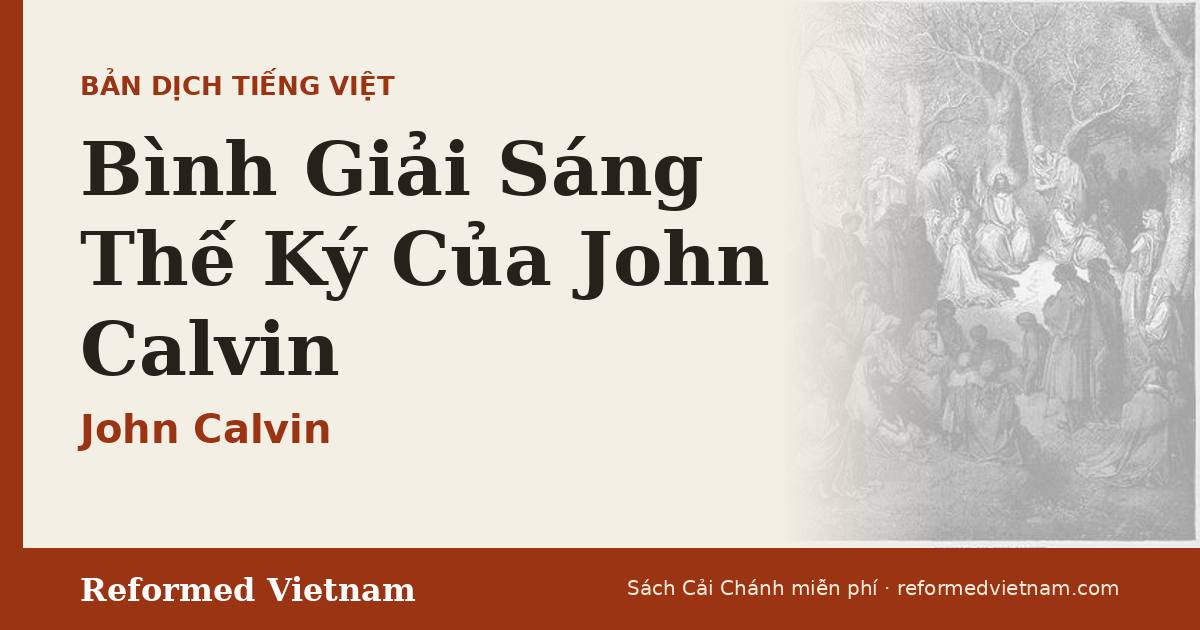 BẢN DỊCH TIẾNG VIỆT
Bình Giải Sáng
Thế Ký Của John
Calvin
John Calvin
Reformed Vietnam
Sách Cải Chánh miễn phí · reformedvietnam.com